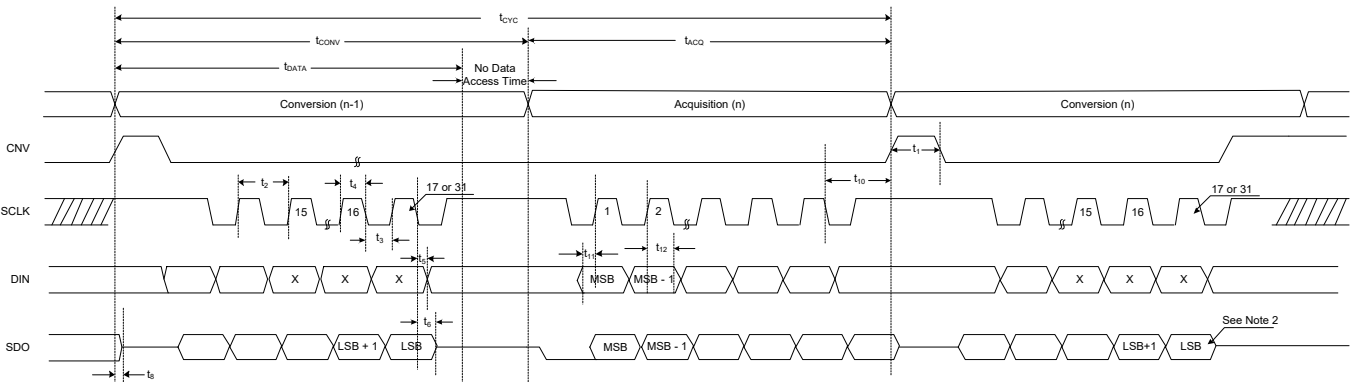 tCYC
tCONV
tACQ
tDATA
No Data
Access Time
Conversion (n-1)
Acquisition (n)
Conversion (n)
CNV
t1
t10
SCLK
t2
15
t4
16
17 or 31
t3
1
2
t12
15
16
17 or 31
DIN
X
X
X
t5
t11
MSB
MSB - 1
X
X
X
SDO
t6
LSB + 1
LSB
MSB
MSB - 1
LSB+1
LSB
See Note 2
t8